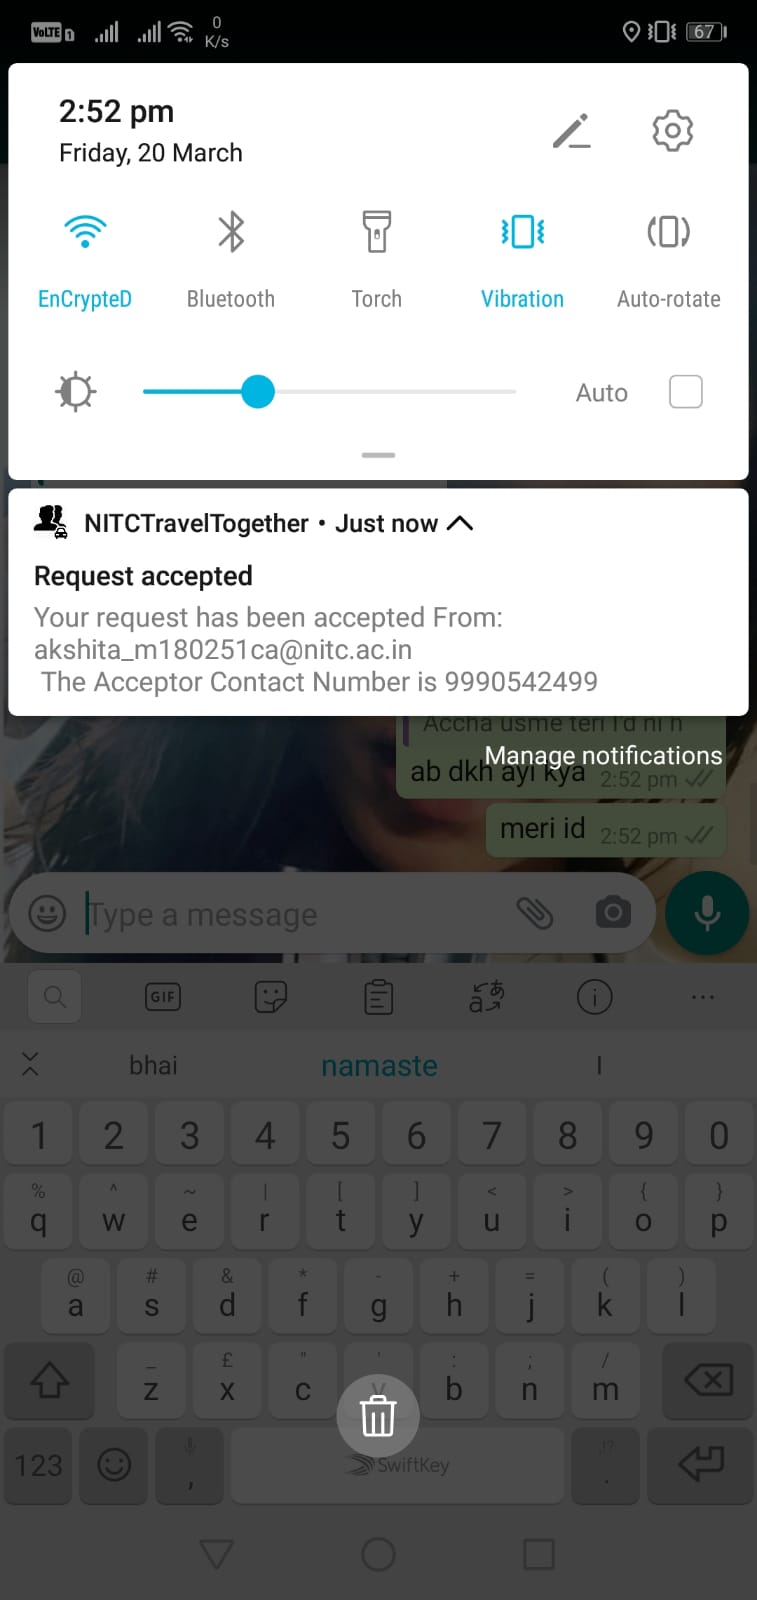 VoLTE 1 0 K/s 67
2:52 pm
Friday, 20 March
EnCrypteD Bluetooth Torch Vibration Auto-rotate
Auto
NITCTravelTogether • Just now
Request accepted
Your request has been accepted From:
akshita_m180251ca@nitc.ac.in
The Acceptor Contact Number is 9990542499
Accha usme teri I'd ni h
Manage notifications
ab dkh ayi kya 2:52 pm
meri id 2:52 pm
Type a message
GIF
bhai namaste I
1 2 3 4 5 6 7 8 9 0
% ^ ~ | [ ] < > { }
q w e r t y u i o p
@ # & * - + = ( )
a s d f g h j k l
_ £ " ' : ; /
z x c v b n m
123 , SwiftKey ,!? .